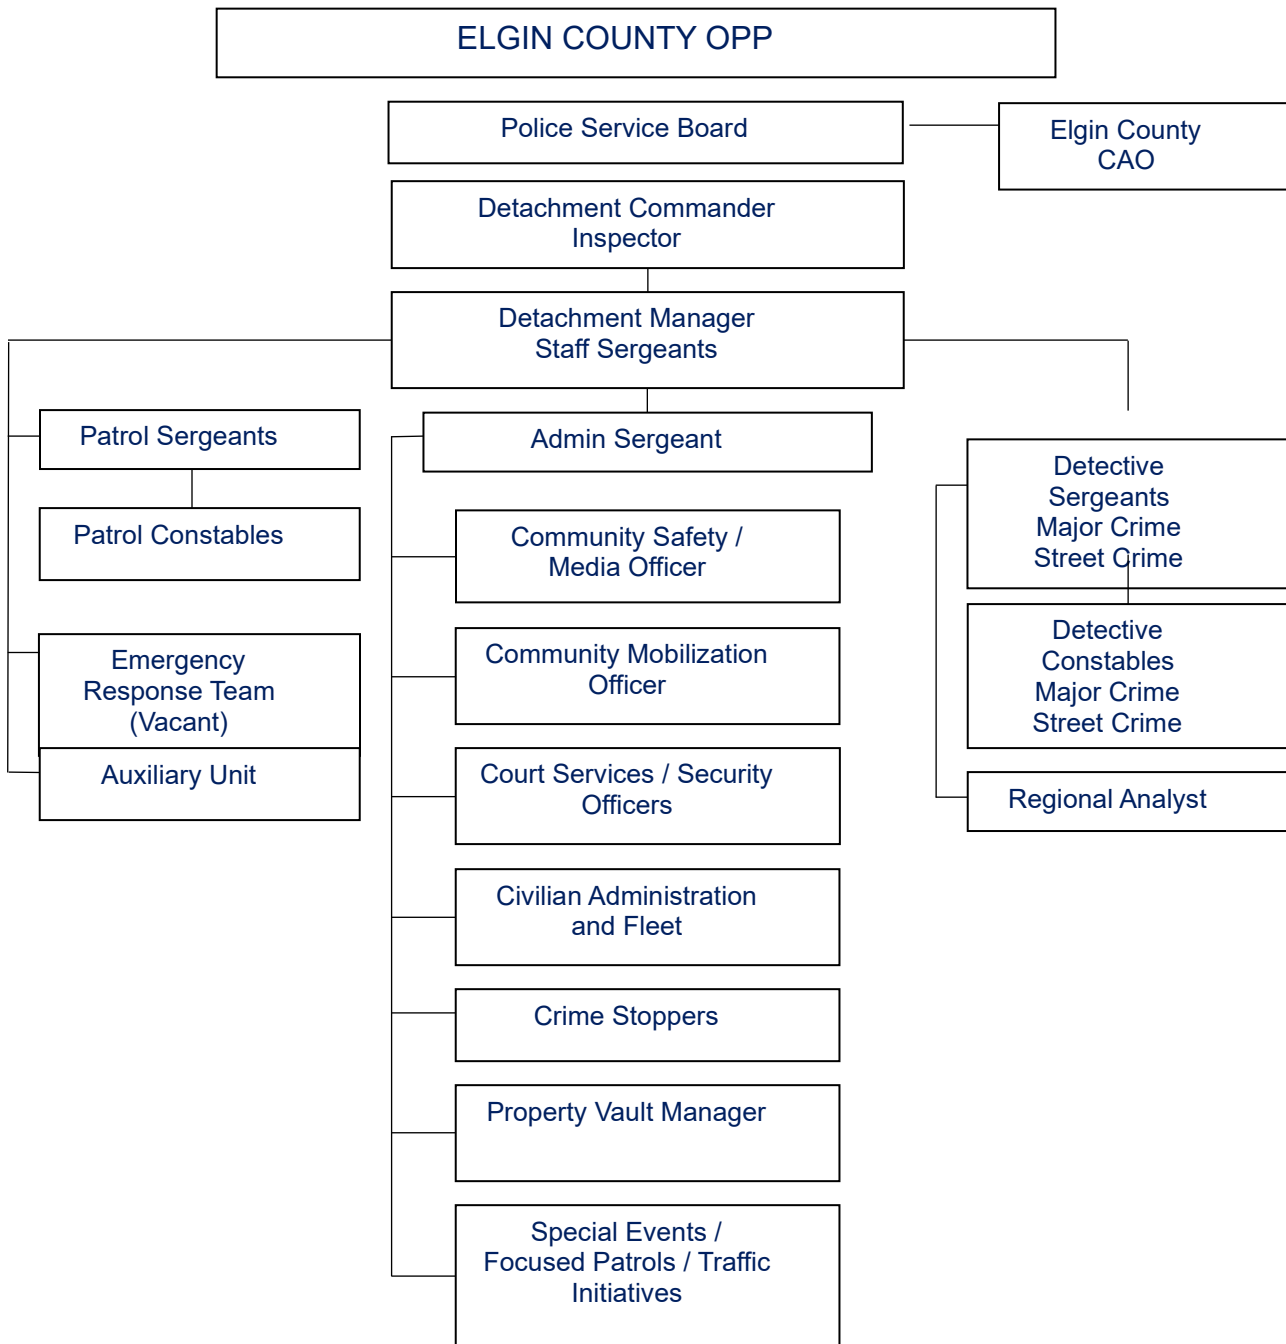 ELGIN COUNTY OPP
Police Service Board
Elgin County
CAO
Detachment Commander
Inspector
Detachment Manager
Staff Sergeants
Patrol Sergeants
Patrol Constables
Emergency
Response Team
(Vacant)
Auxiliary Unit
Admin Sergeant
Community Safety /
Media Officer
Community Mobilization
Officer
Court Services / Security
Officers
Civilian Administration
and Fleet
Crime Stoppers
Property Vault Manager
Special Events /
Focused Patrols / Traffic
Initiatives
Detective
Sergeants
Major Crime
Street Crime
Detective
Constables
Major Crime
Street Crime
Regional Analyst